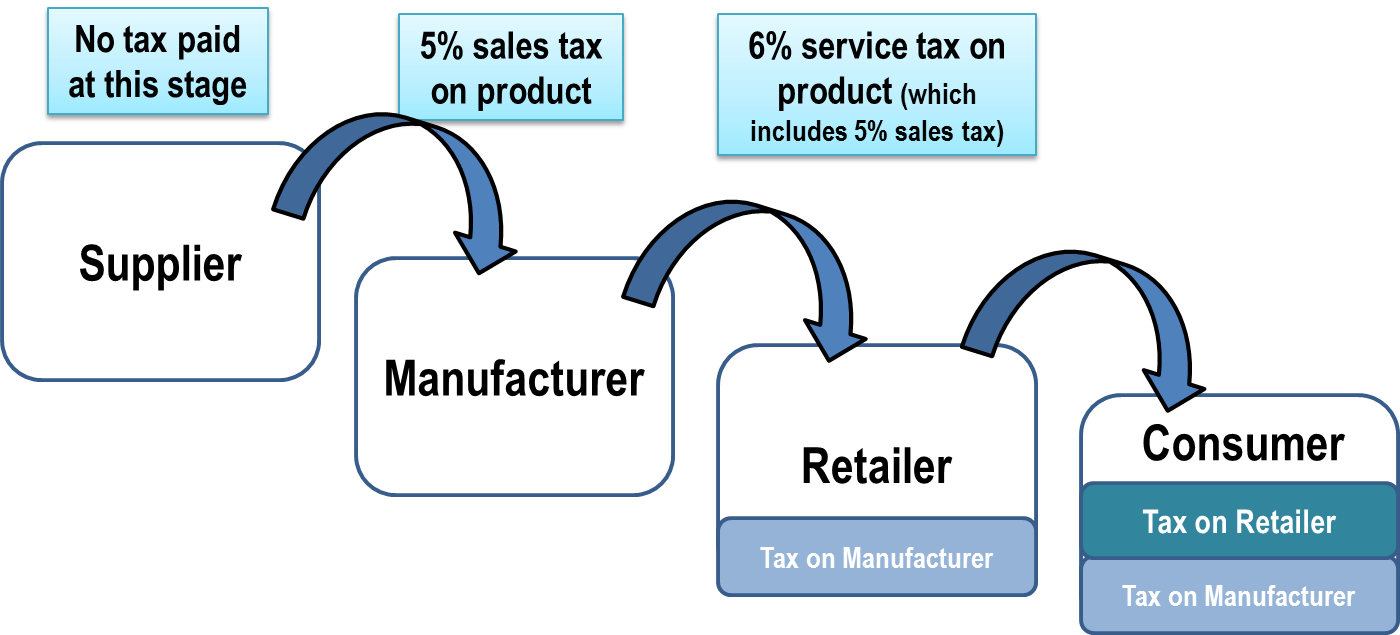 No tax paid
at this stage
5% sales tax
on product
6% service tax on
product (which
includes 5% sales tax)
Supplier
Manufacturer
Retailer
Tax on Manufacturer
Consumer
Tax on Retailer
Tax on Manufacturer